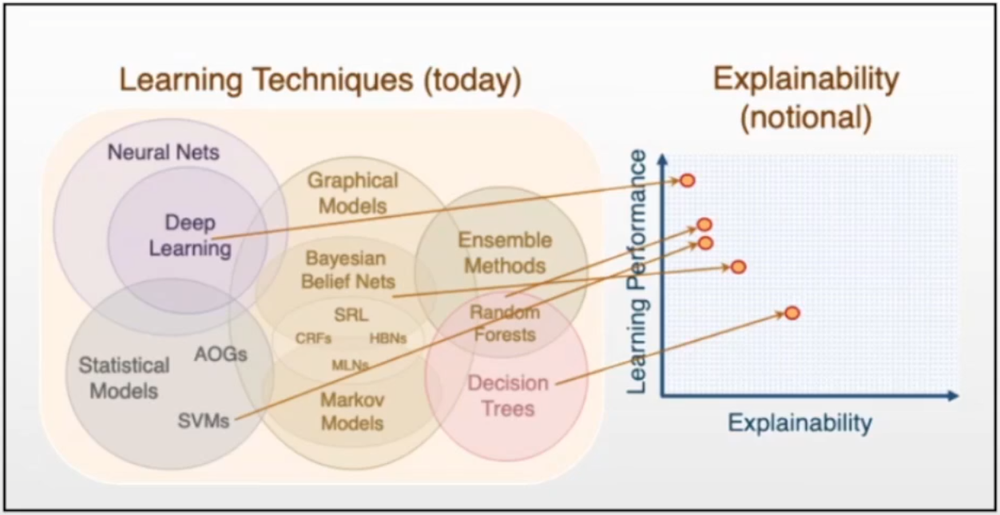 Learning Techniques (today)
Neural Nets
Deep
Learning
Graphical
Models
Bayesian
Belief Nets
SRL
CRFs
HBNs
MLNs
Markov
Models
Ensemble
Methods
Random
Forests
Decision
Trees
Statistical
Models
AOGs
SVMs
Explainability
(notional)
Learning Performance
Explainability